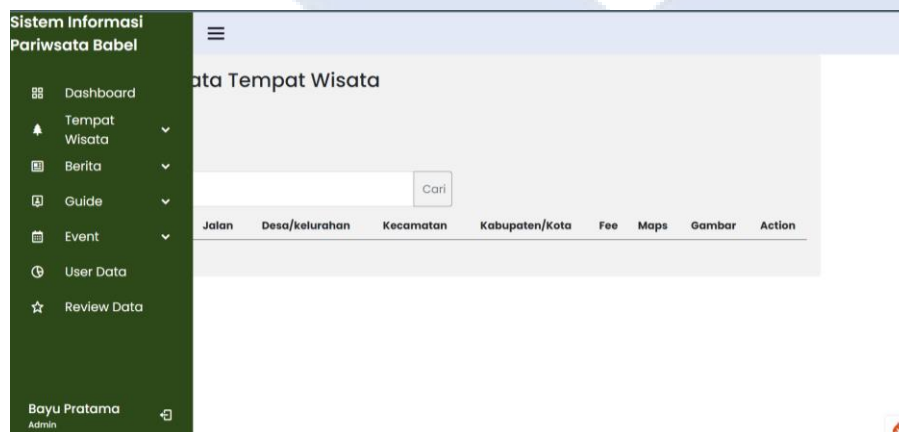 Sistem Informasi
Pariwsata Babel
Dashboard
Tempat
Wisata
Berita
Guide
Event
User Data
Review Data
Bayu Pratama
Admin
ata Tempat Wisata
Cari
Jalan Desa/kelurahan Kecamatan Kabupaten/Kota Fee Maps Gambar Action